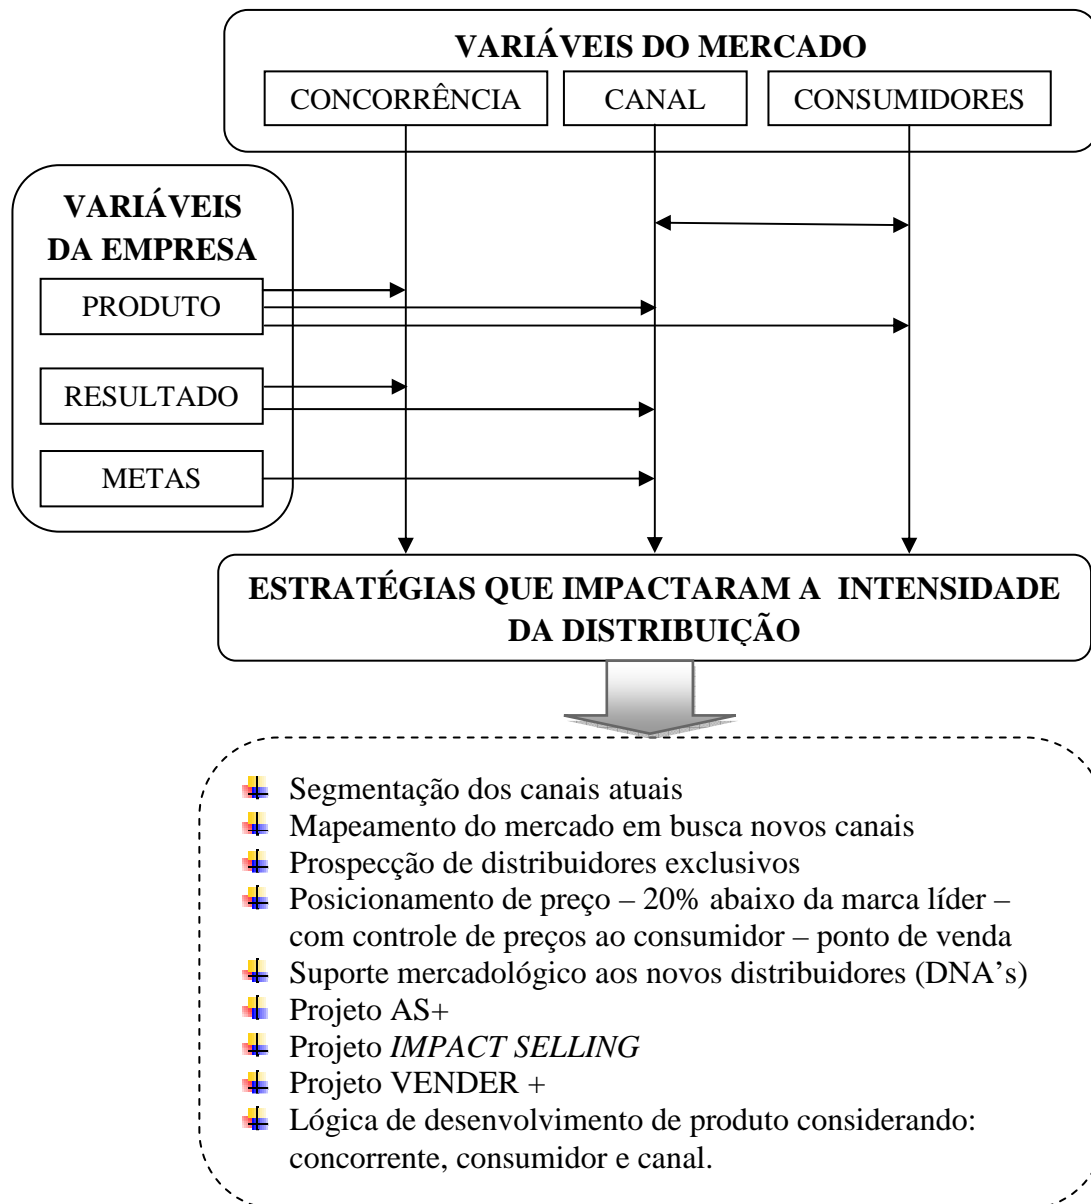 VARIÁVEIS DO MERCADO
CONCORRÊNCIA
CANAL
CONSUMIDORES
VARIÁVEIS
DA EMPRESA
PRODUTO
RESULTADO
METAS
ESTRATÉGIAS QUE IMPACTARAM A INTENSIDADE
DA DISTRIBUIÇÃO
Segmentação dos canais atuais
Mapeamento do mercado em busca novos canais
Prospecção de distribuidores exclusivos
Posicionamento de preço – 20% abaixo da marca líder –
com controle de preços ao consumidor – ponto de venda
Suporte mercadológico aos novos distribuidores (DNA’s)
Projeto AS+
Projeto IMPACT SELLING
Projeto VENDER +
Lógica de desenvolvimento de produto considerando:
concorrente, consumidor e canal.